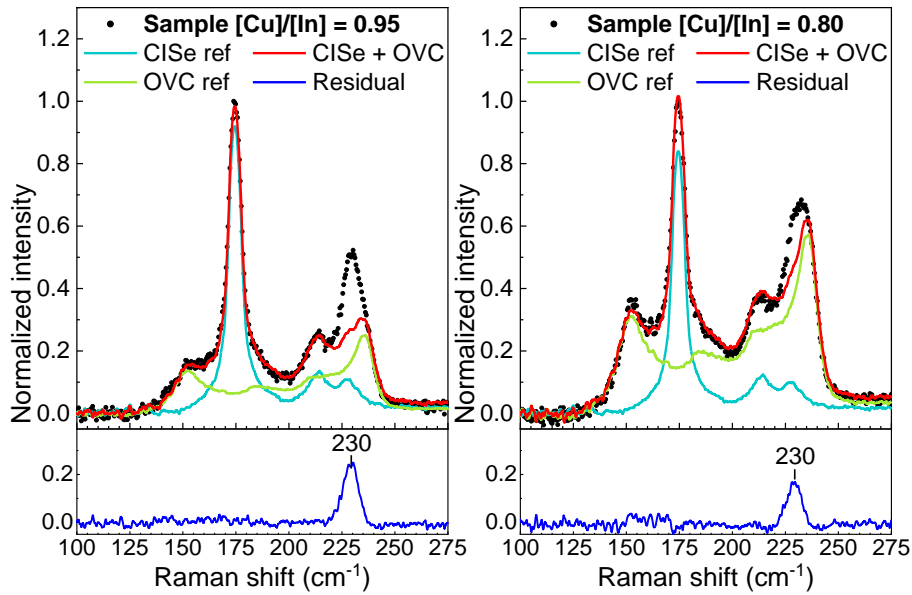 Sample [Cu]/[In] = 0.95
CISe ref
CISe + OVC
OVC ref
Residual
1.2
1.0
0.8
0.6
0.4
0.2
0.0
Normalized intensity
230
0.2
0.0
100 125 150 175 200 225 250 275
Raman shift (cm⁻¹)
Sample [Cu]/[In] = 0.80
CISe ref
CISe + OVC
OVC ref
Residual
1.2
1.0
0.8
0.6
0.4
0.2
0.0
Normalized intensity
230
0.2
0.0
100 125 150 175 200 225 250 275
Raman shift (cm⁻¹)